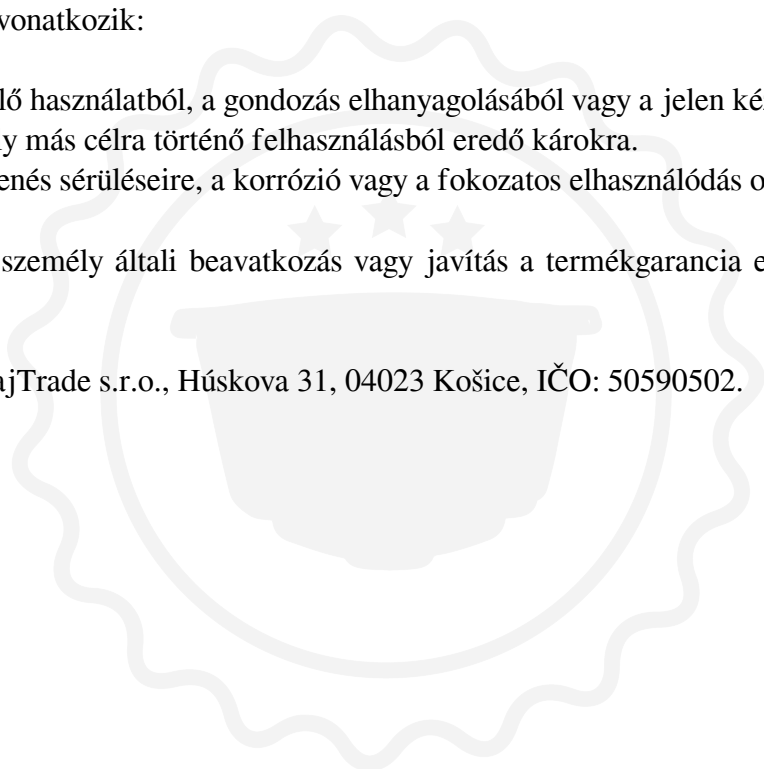 vonatkozik:
lő használatból, a gondozás elhanyagolásából vagy a jelen ké
y más célra történő felhasználásból eredő károkra.
enés sérüléseire, a korrózió vagy a fokozatos elhasználódás o
személy általi beavatkozás vagy javítás a termékgarancia e
ajTrade s.r.o., Húskova 31, 04023 Košice, IČO: 50590502.